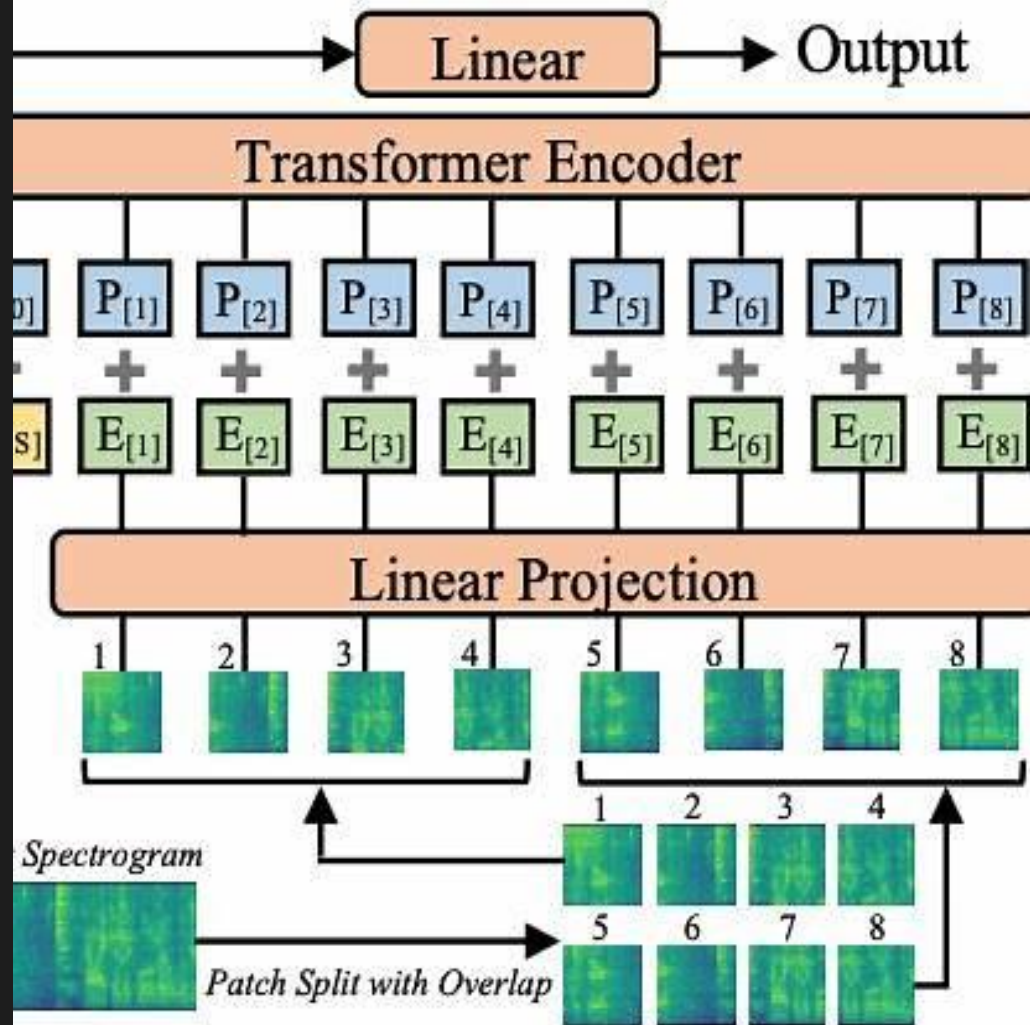 Linear Output
Transformer Encoder
0] P[1] P[2] P[3] P[4] P[5] P[6] P[7] P[8]
+ + + + + + + +
S] E[1] E[2] E[3] E[4] E[5] E[6] E[7] E[8]
Linear Projection
1 2 3 4 5 6 7 8
1 2 3 4
Spectrogram
5 6 7 8
Patch Split with Overlap